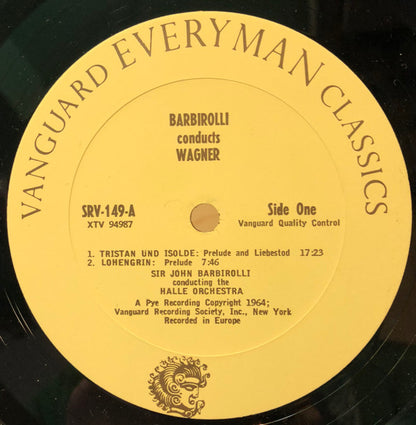 VANGUARD EVERYMAN CLASSICS
BARBIROLLI
conducts
WAGNER
SRV-149-A
XTV 94987
Side One
Vanguard Quality Control
1. TRISTAN UND ISOLDE: Prelude and Liebestod 17:23
2. LOHENGRIN: Prelude 7:46
SIR JOHN BARBIROLLI
conducting the
HALLE ORCHESTRA
A Pye Recording Copyright 1964;
Vanguard Recording Society, Inc., New York
Recorded in Europe